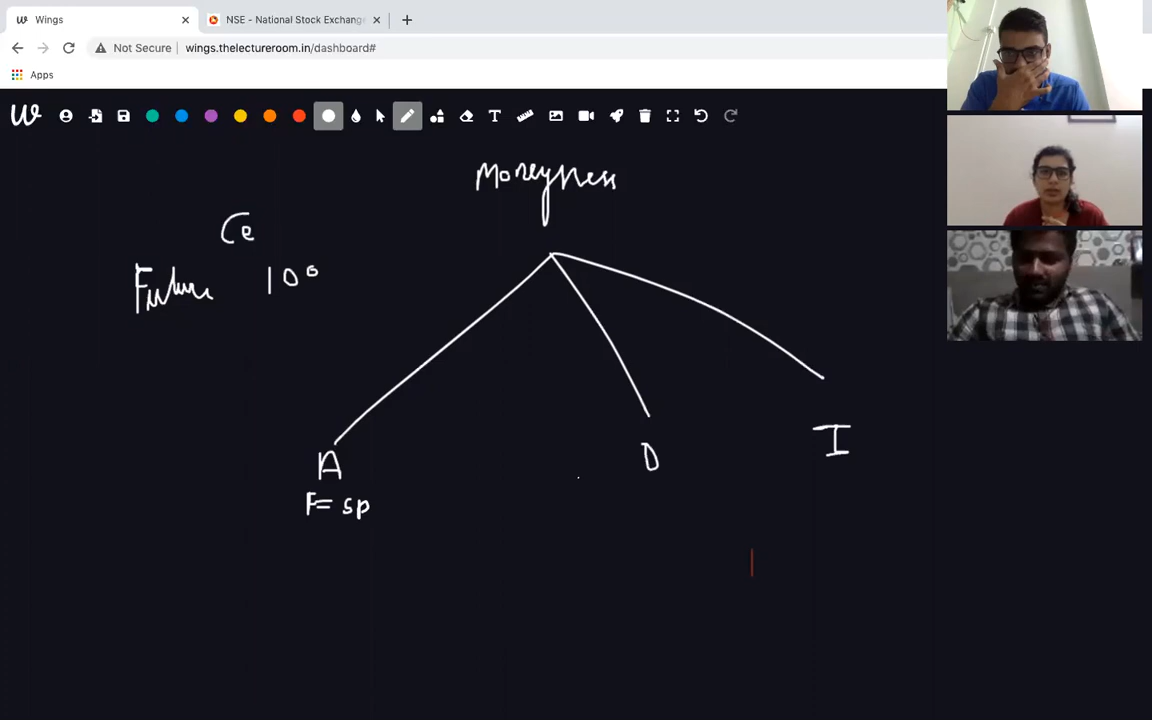 Wings
NSE - National Stock Exchange
Not Secure
wings.thelectureroom.in/dashboard#
Apps
W
T
Moneyness
Ce
Future 100
A
D
I
F= SP